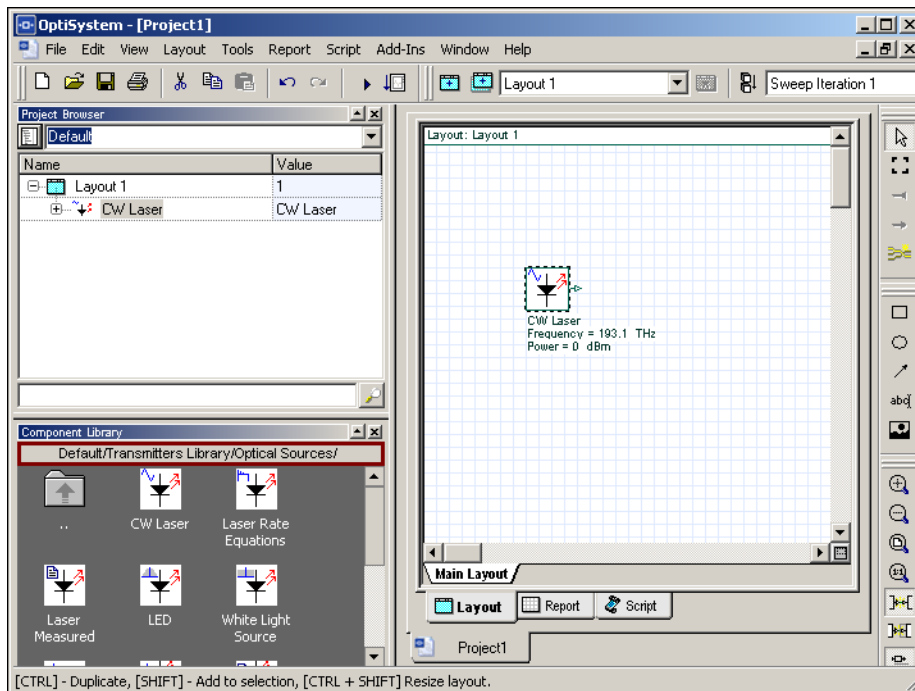 OptiSystem - [Project1]
File Edit View Layout Tools Report Script Add-Ins Window Help
Layout 1
Sweep Iteration 1
Project Browser
Default
Name Value
Layout 1 1
CW Laser CW Laser
Component Library
Default/Transmitters Library/Optical Sources/
.. CW Laser Laser Rate
Equations
Laser
Measured LED White Light
Source
Layout: Layout 1
CW Laser
Frequency = 193.1 THz
Power = 0 dBm
Main Layout
Layout Report Script
Project1
abc
1:1
[CTRL] - Duplicate, [SHIFT] - Add to selection, [CTRL + SHIFT] Resize layout.